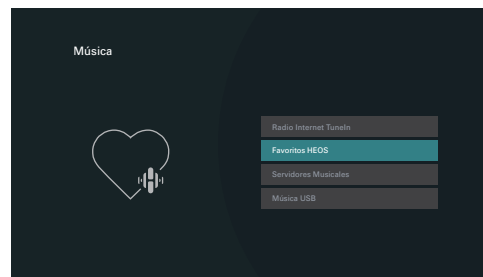 Música
Radio Internet TuneIn
Favoritos HEOS
Servidores Musicales
Música USB